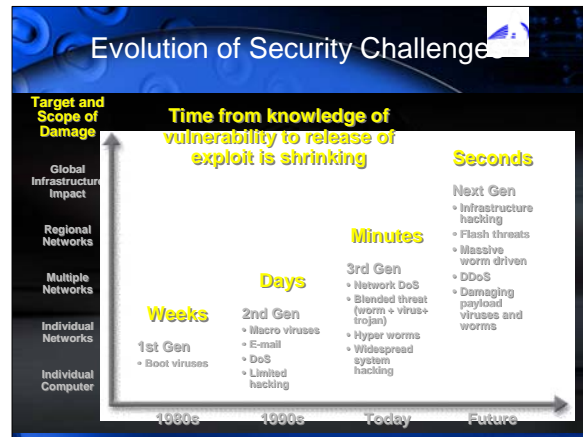 Evolution of Security Challenges
Target and
Scope of
Damage
Time from knowledge of
vulnerability to release of
exploit is shrinking
Global
Infrastructure
Impact
Regional
Networks
Multiple
Networks
Individual
Networks
Individual
Computer
Weeks
1st Gen
• Boot viruses
Days
2nd Gen
• Macro viruses
• E-mail
• DoS
• Limited
hacking
Minutes
3rd Gen
• Network DoS
• Blended threat
(worm + virus+
trojan)
• Hyper worms
• Widespread
system
hacking
Seconds
Next Gen
• Infrastructure
hacking
• Flash threats
• Massive
worm driven
• DDoS
• Damaging
payload
viruses and
worms
1980s
1990s
Today
Future